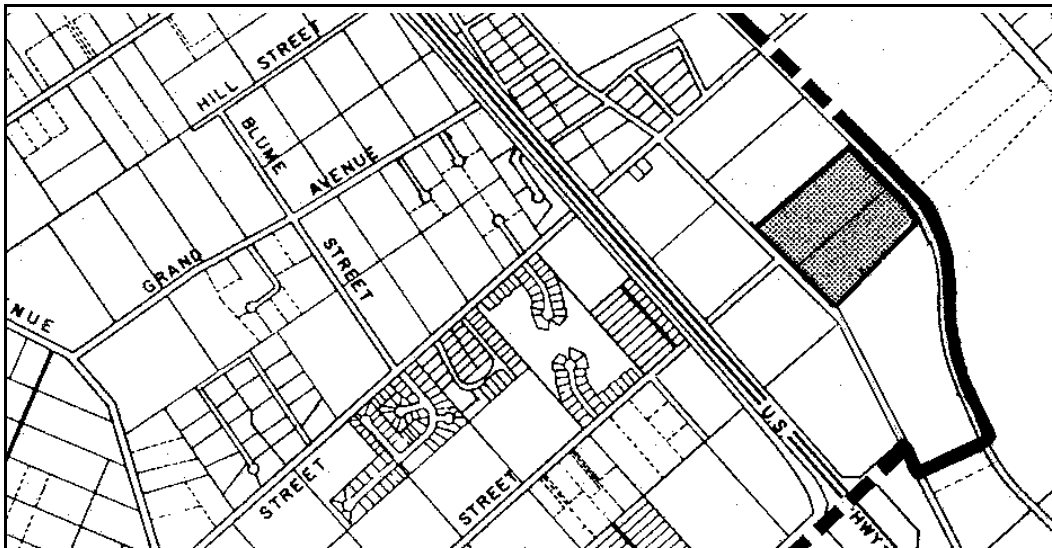 HILL STREET
BLUME STREET
GRAND AVENUE
NUE
STREET
STREET
U.S. HWY